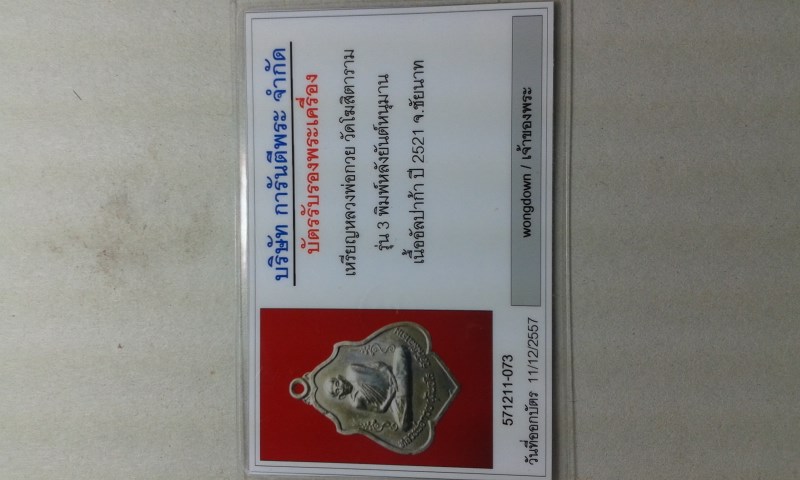 บริษัท การันตีพระ จำกัด
บัตรรับรองพระเครื่อง
เหรียญหลวงพ่อกวย วัดโฆสิตาราม
รุ่น 3 พิมพ์หลังยันต์หนุมาน
เนื้ออัลปาก้า ปี 2521 จ.ชัยนาท
wongdown / เจ้าของพระ
571211-073
วันที่ออกบัตร 11/12/2557